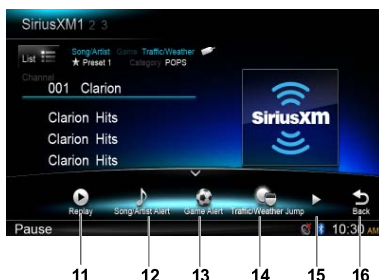 SiriusXM1 2 3
List Song/Artist Game Traffic/Weather
★ Preset 1 Category POPS
Channel
001 Clarion
Clarion Hits
Clarion Hits
Clarion Hits
SiriusXM
Replay Song/Artist Alert Game Alert Traffic/Weather Jump Back
Pause 10:30 AM
11 12 13 14 15 16